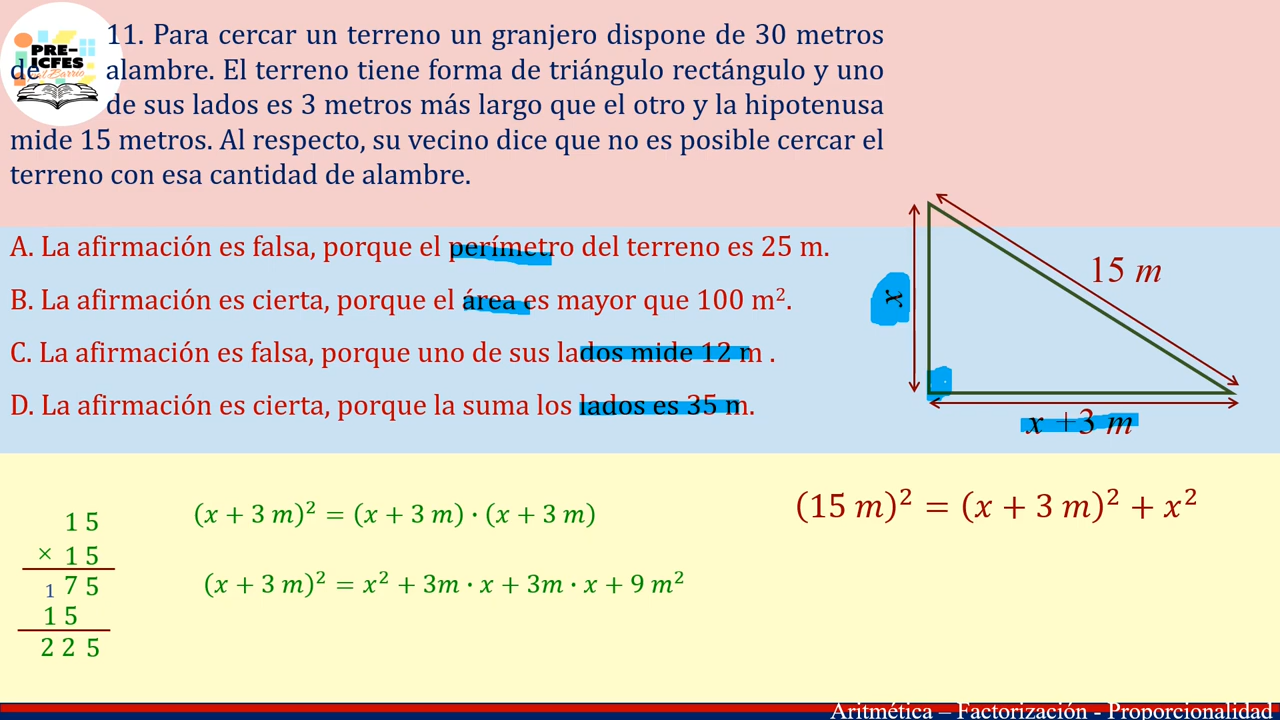 PRE-
ICFES
el Barrio
11. Para cercar un terreno un granjero dispone de 30 metros
de alambre. El terreno tiene forma de triángulo rectángulo y uno
de sus lados es 3 metros más largo que el otro y la hipotenusa
mide 15 metros. Al respecto, su vecino dice que no es posible cercar el
terreno con esa cantidad de alambre.
A. La afirmación es falsa, porque el perímetro del terreno es 25 m.
B. La afirmación es cierta, porque el área es mayor que 100 m².
C. La afirmación es falsa, porque uno de sus lados mide 12 m .
D. La afirmación es cierta, porque la suma los lados es 35 m.
x
15 m
x +3 m
1 5
× 1 5
1 7 5
1 5
2 2 5
(x + 3 m)² = (x + 3 m) · (x + 3 m)
(x + 3 m)² = x² + 3m · x + 3m · x + 9 m²
(15 m)² = (x + 3 m)² + x²
Aritmética – Factorización - Proporcionalidad